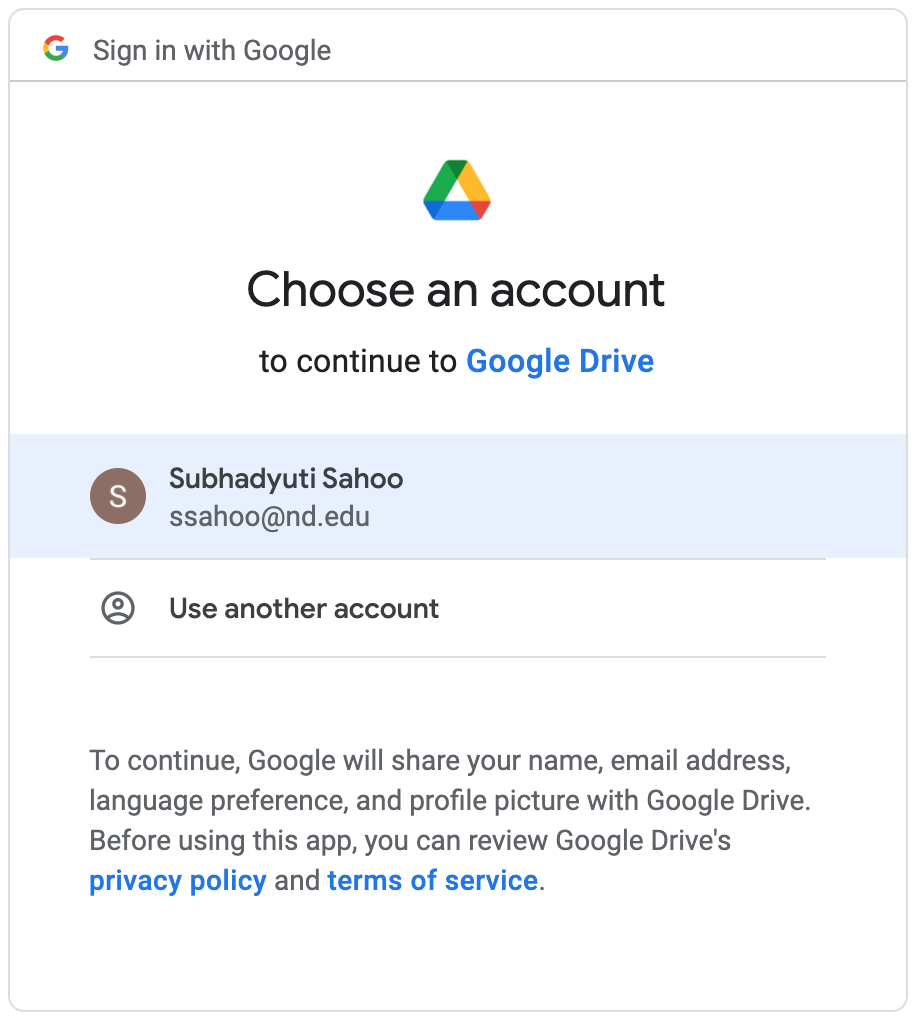 Sign in with Google
Choose an account
to continue to Google Drive
S
Subhadyuti Sahoo
ssahoo@nd.edu
Use another account
To continue, Google will share your name, email address,
language preference, and profile picture with Google Drive.
Before using this app, you can review Google Drive's
privacy policy and terms of service.